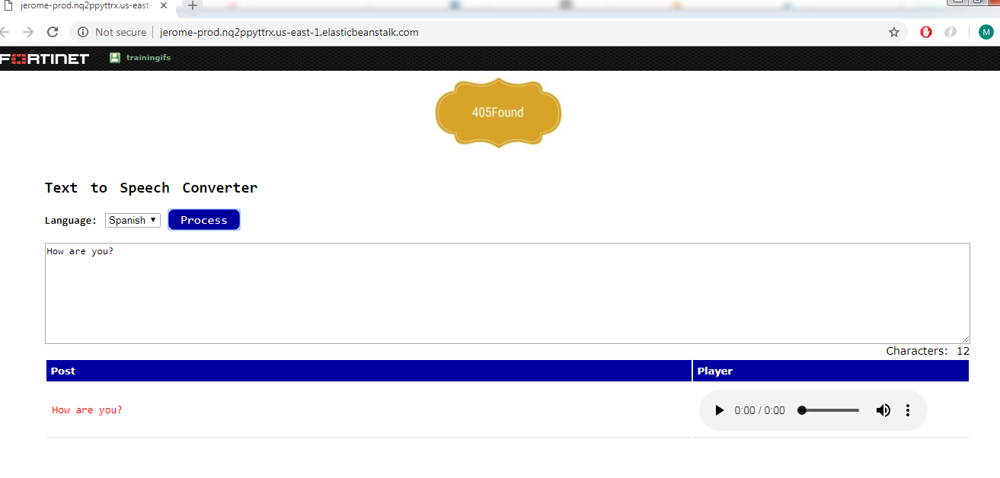 jerome-prod.nq2ppyttrx.us-east-
Not secure jerome-prod.nq2ppyttrx.us-east-1.elasticbeanstalk.com M
FORTINET trainingifs
405Found
Text to Speech Converter
Language: Spanish Process
How are you?
Characters: 12
Post Player
How are you? 0:00 / 0:00